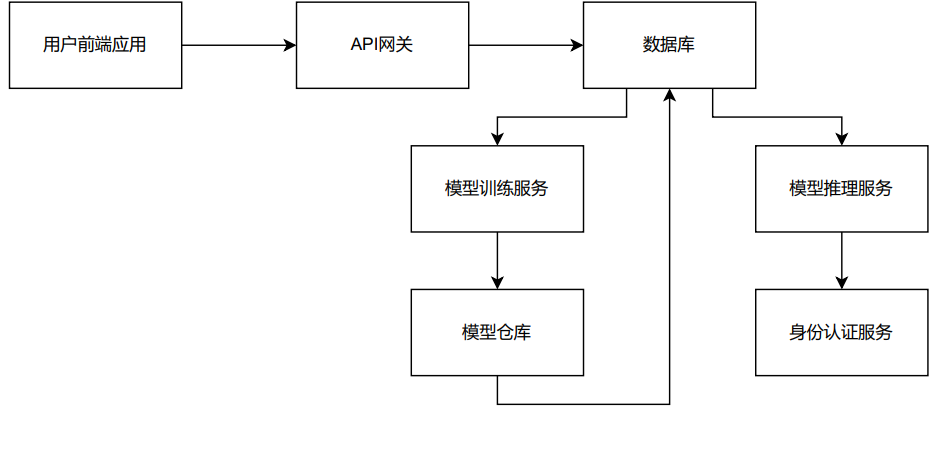 用户前端应用
API网关
数据库
模型训练服务
模型推理服务
模型仓库
身份认证服务